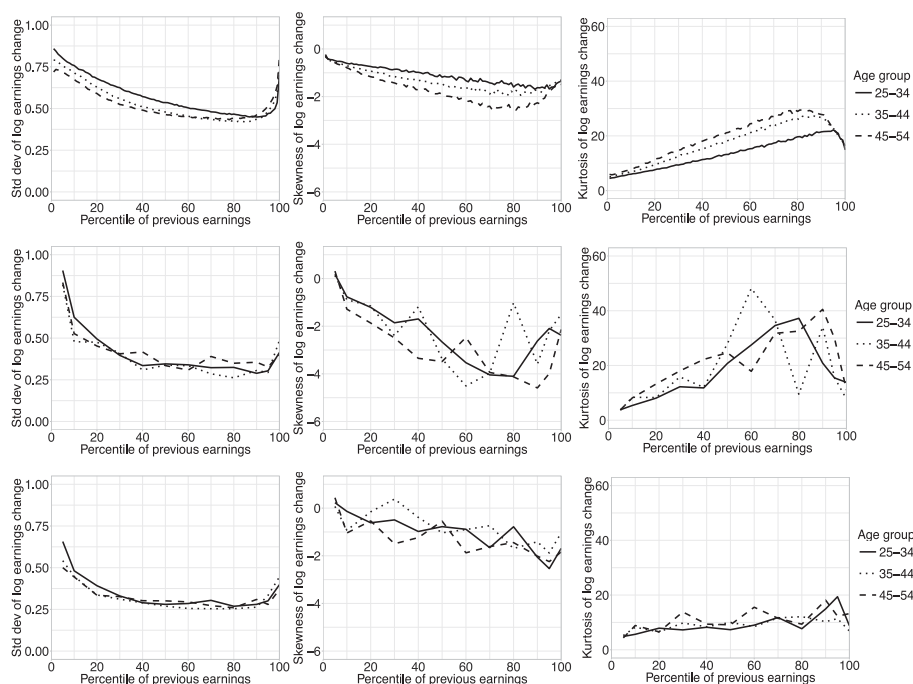 Std dev of log earnings change
1.00
0.75
0.50
0.25
0.00
0 20 40 60 80 100
Percentile of previous earnings
Skewness of log earnings change
0
−2
−4
−6
0 20 40 60 80 100
Percentile of previous earnings
Kurtosis of log earnings change
60
40
20
0
0 20 40 60 80 100
Percentile of previous earnings
Age group
25−34
35−44
45−54
Std dev of log earnings change
1.00
0.75
0.50
0.25
0.00
0 20 40 60 80 100
Percentile of previous earnings
Skewness of log earnings change
0
−2
−4
−6
0 20 40 60 80 100
Percentile of previous earnings
Kurtosis of log earnings change
60
40
20
0
0 20 40 60 80 100
Percentile of previous earnings
Age group
25−34
35−44
45−54
Std dev of log earnings change
1.00
0.75
0.50
0.25
0.00
0 20 40 60 80 100
Percentile of previous earnings
Skewness of log earnings change
0
−2
−4
−6
0 20 40 60 80 100
Percentile of previous earnings
Kurtosis of log earnings change
60
40
20
0
0 20 40 60 80 100
Percentile of previous earnings
Age group
25−34
35−44
45−54